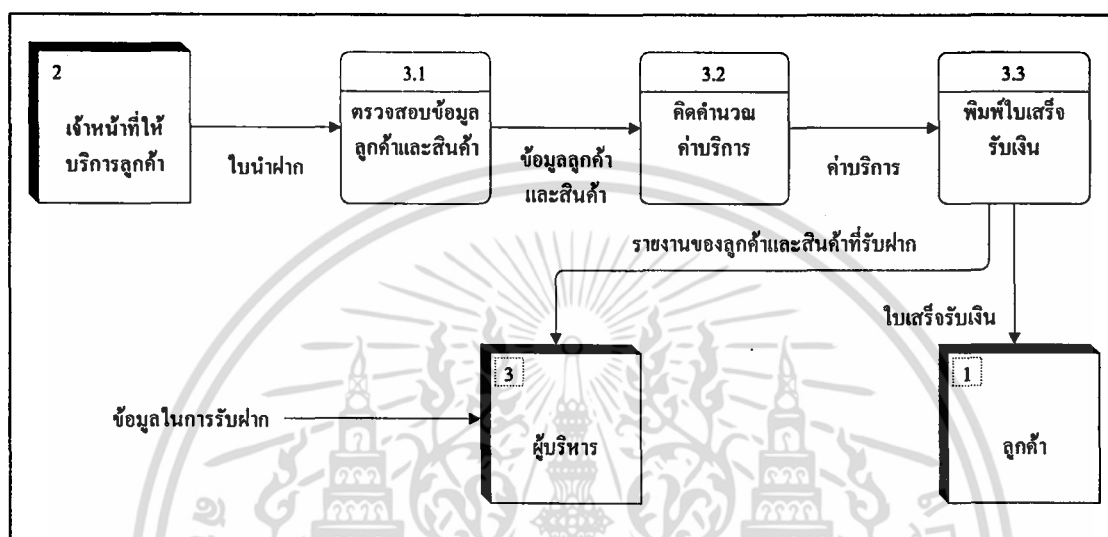 2
เจ้าหน้าที่ให้
บริการลูกค้า
ใบนำฝาก
3.1
ตรวจสอบข้อมูล
ลูกค้าและสินค้า
ข้อมูลลูกค้า
และสินค้า
3.2
คิดคำนวณ
ค่าบริการ
ค่าบริการ
3.3
พิมพ์ใบเสร็จ
รับเงิน
รายงานของลูกค้าและสินค้าที่รับฝาก
ใบเสร็จรับเงิน
ข้อมูลในการรับฝาก
3
ผู้บริหาร
1
ลูกค้า